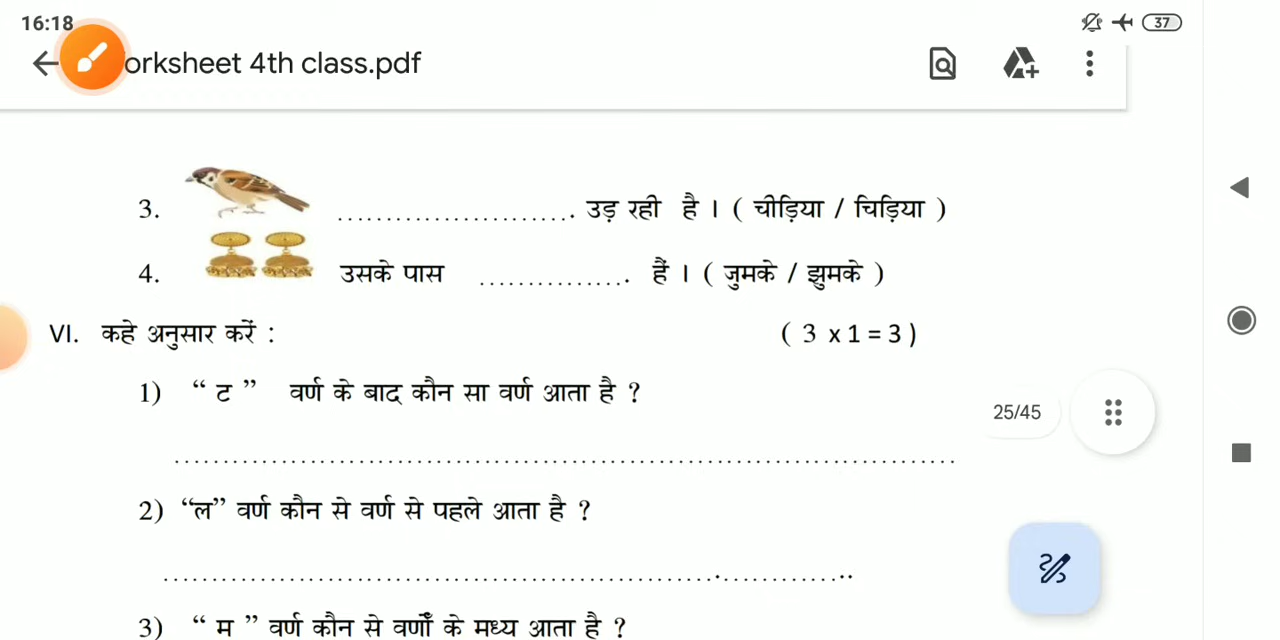 16:18
37
orksheet 4th class.pdf
3. ........................ उड़ रही है । ( चीड़िया / चिड़िया )
4. उसके पास ............... हैं । ( जुमके / झुमके )
VI. कहे अनुसार करें : ( 3 x 1 = 3 )
1) “ ट ” वर्ण के बाद कौन सा वर्ण आता है ?
25/45
................................................................................
2) “ल” वर्ण कौन से वर्ण से पहले आता है ?
......................................................................
3) “ म ” वर्ण कौन से वर्णों के मध्य आता है ?